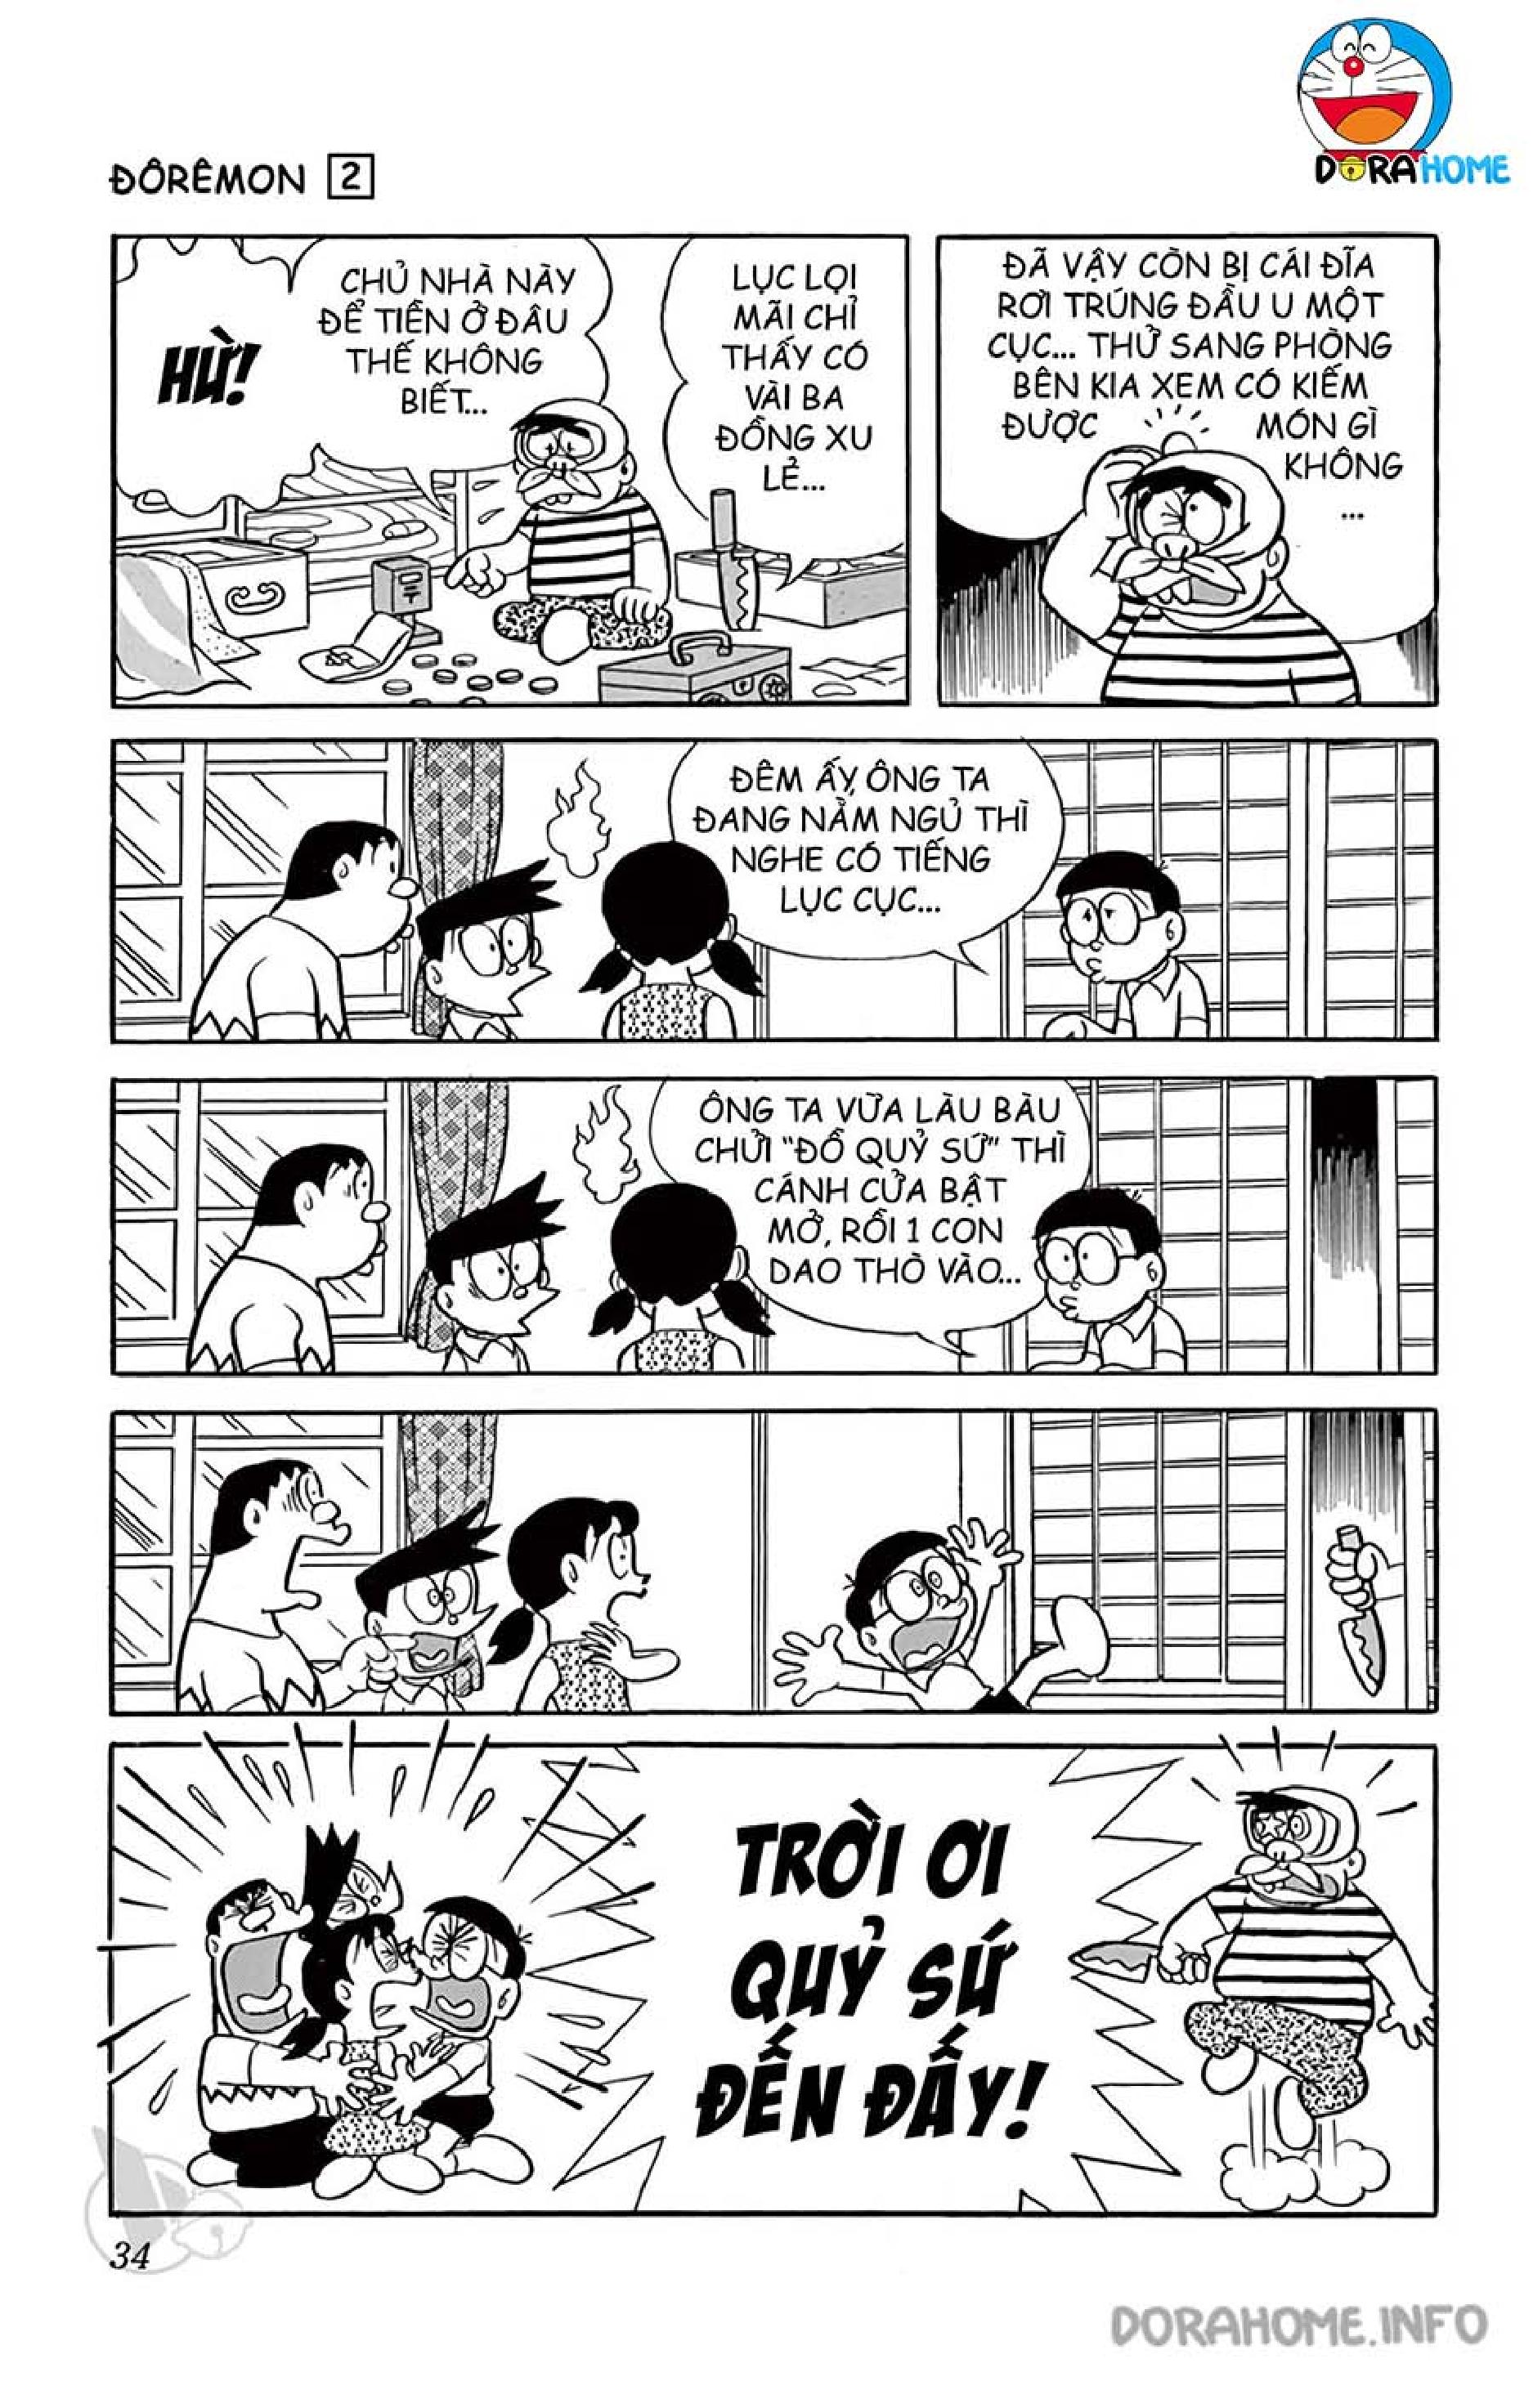 DORAHOME
ĐÔRÊMON 2
HỪ!
CHỦ NHÀ NÀY
ĐỂ TIỀN Ở ĐÂU
THẾ KHÔNG
BIẾT...
LỤC LỌI
MÃI CHỈ
THẤY CÓ
VÀI BA
ĐỒNG XU
LẺ...
ĐÃ VẬY CÒN BỊ CÁI ĐĨA
RƠI TRÚNG ĐẦU U MỘT
CỤC... THỬ SANG PHÒNG
BÊN KIA XEM CÓ KIẾM
ĐƯỢC MÓN GÌ
KHÔNG
...
ĐÊM ẤY, ÔNG TA
ĐANG NẰM NGỦ THÌ
NGHE CÓ TIẾNG
LỤC CỤC...
ÔNG TA VỪA LÀU BÀU
CHỬI “ĐỒ QUỶ SỨ” THÌ
CÁNH CỬA BẬT
MỞ, RỒI 1 CON
DAO THÒ VÀO...
TRỜI ƠI
QUỶ SỨ
ĐẾN ĐẤY!
34
DORAHOME.INFO